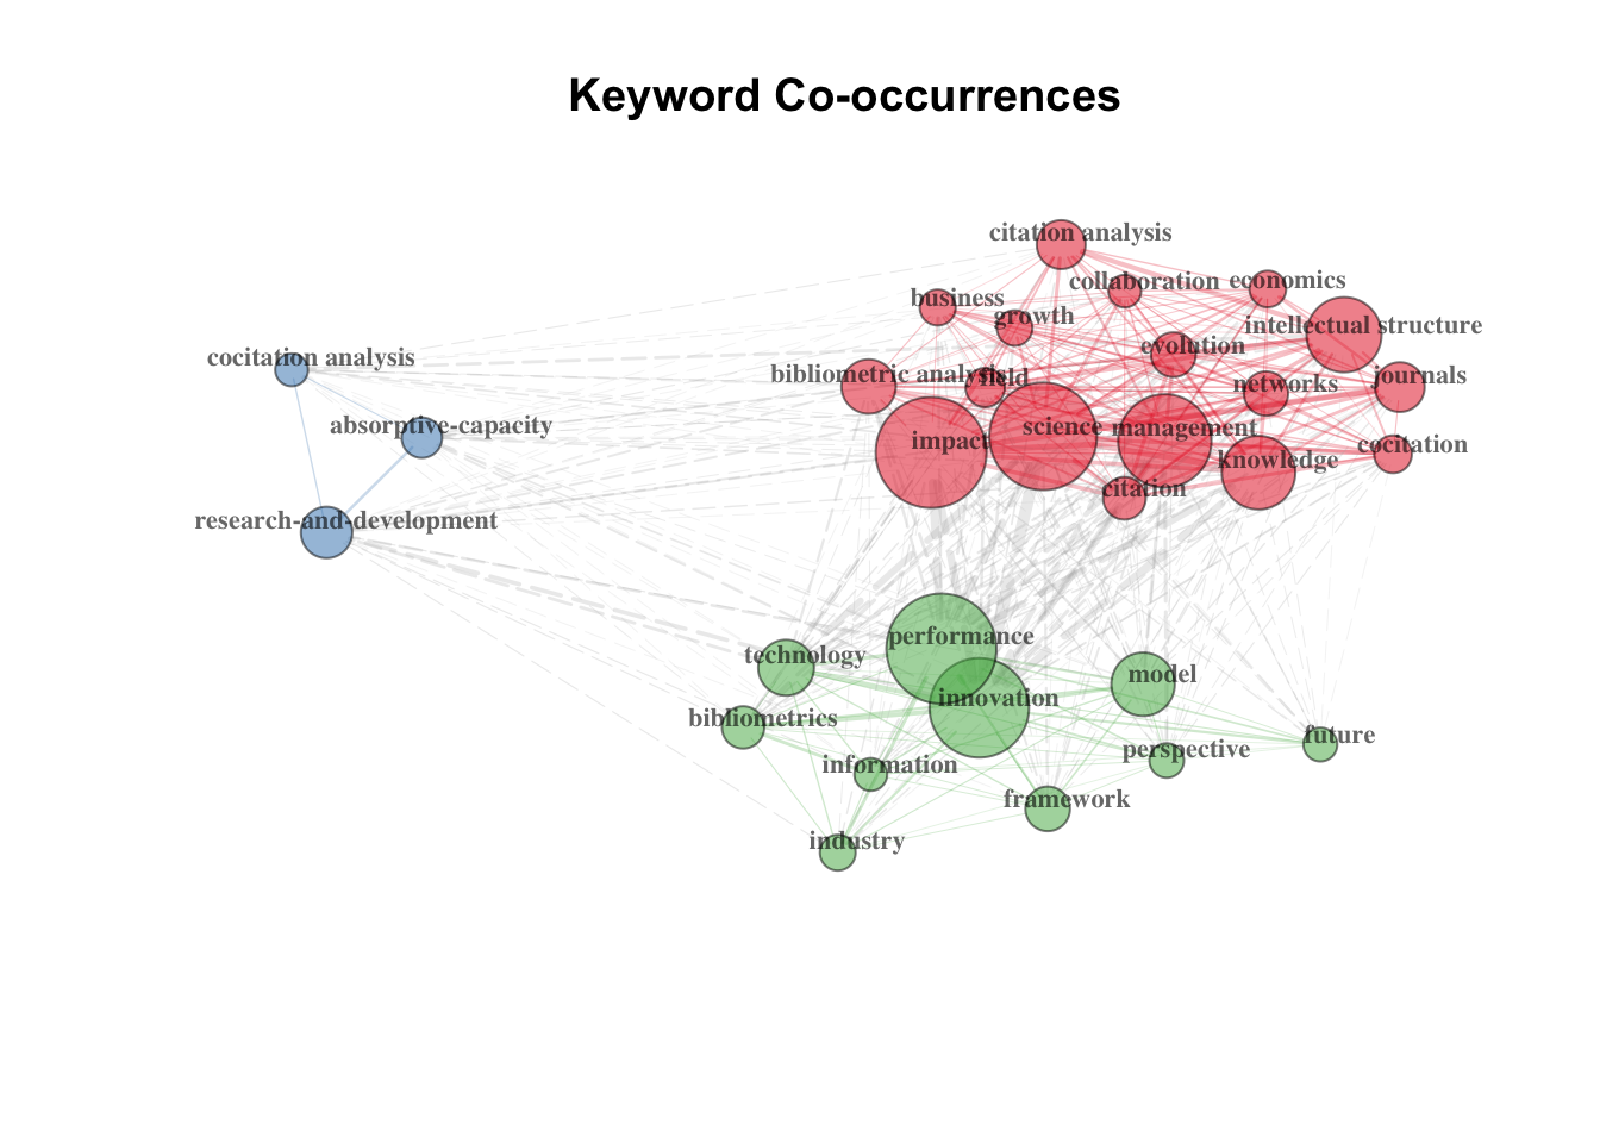 Keyword Co-occurrences
citation analysis
collaboration
economics
business
growth
intellectual structure
evolution
cocitation analysis
bibliometric analysis
field
networks
journals
absorptive-capacity
impact
science
management
cocitation
knowledge
citation
research-and-development
performance
technology
model
innovation
bibliometrics
future
perspective
information
framework
industry